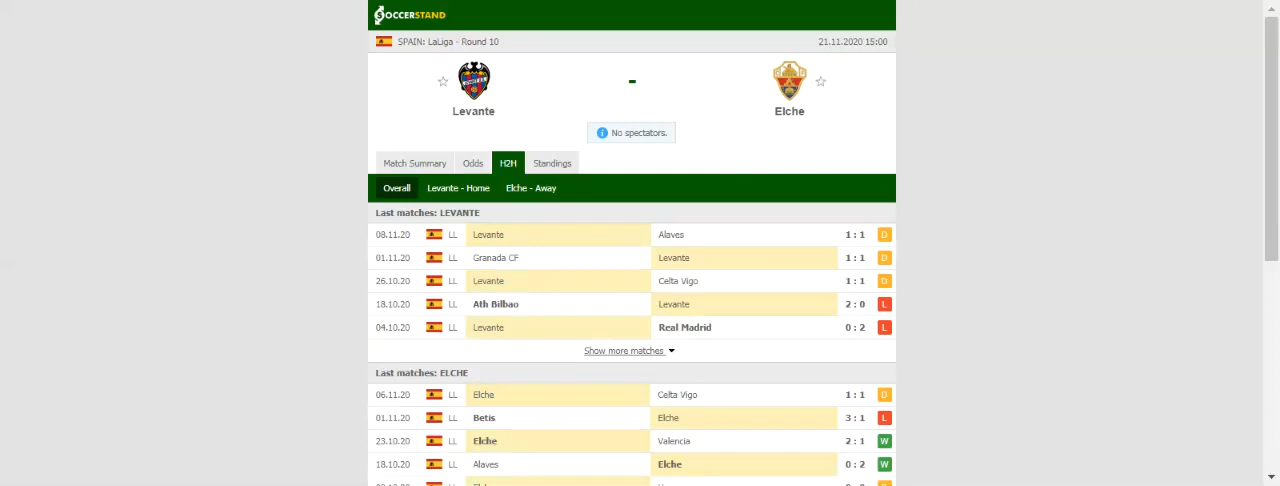 SOCCERSTAND
SPAIN: LaLiga - Round 10 21.11.2020 15:00
-
Levante Elche
No spectators.
Match Summary Odds H2H Standings
Overall Levante - Home Elche - Away
Last matches: LEVANTE
08.11.20 LL Levante Alaves 1 : 1 D
01.11.20 LL Granada CF Levante 1 : 1 D
26.10.20 LL Levante Celta Vigo 1 : 1 D
18.10.20 LL Ath Bilbao Levante 2 : 0 L
04.10.20 LL Levante Real Madrid 0 : 2 L
Show more matches
Last matches: ELCHE
06.11.20 LL Elche Celta Vigo 1 : 1 D
01.11.20 LL Betis Elche 3 : 1 L
23.10.20 LL Elche Valencia 2 : 1 W
18.10.20 LL Alaves Elche 0 : 2 W